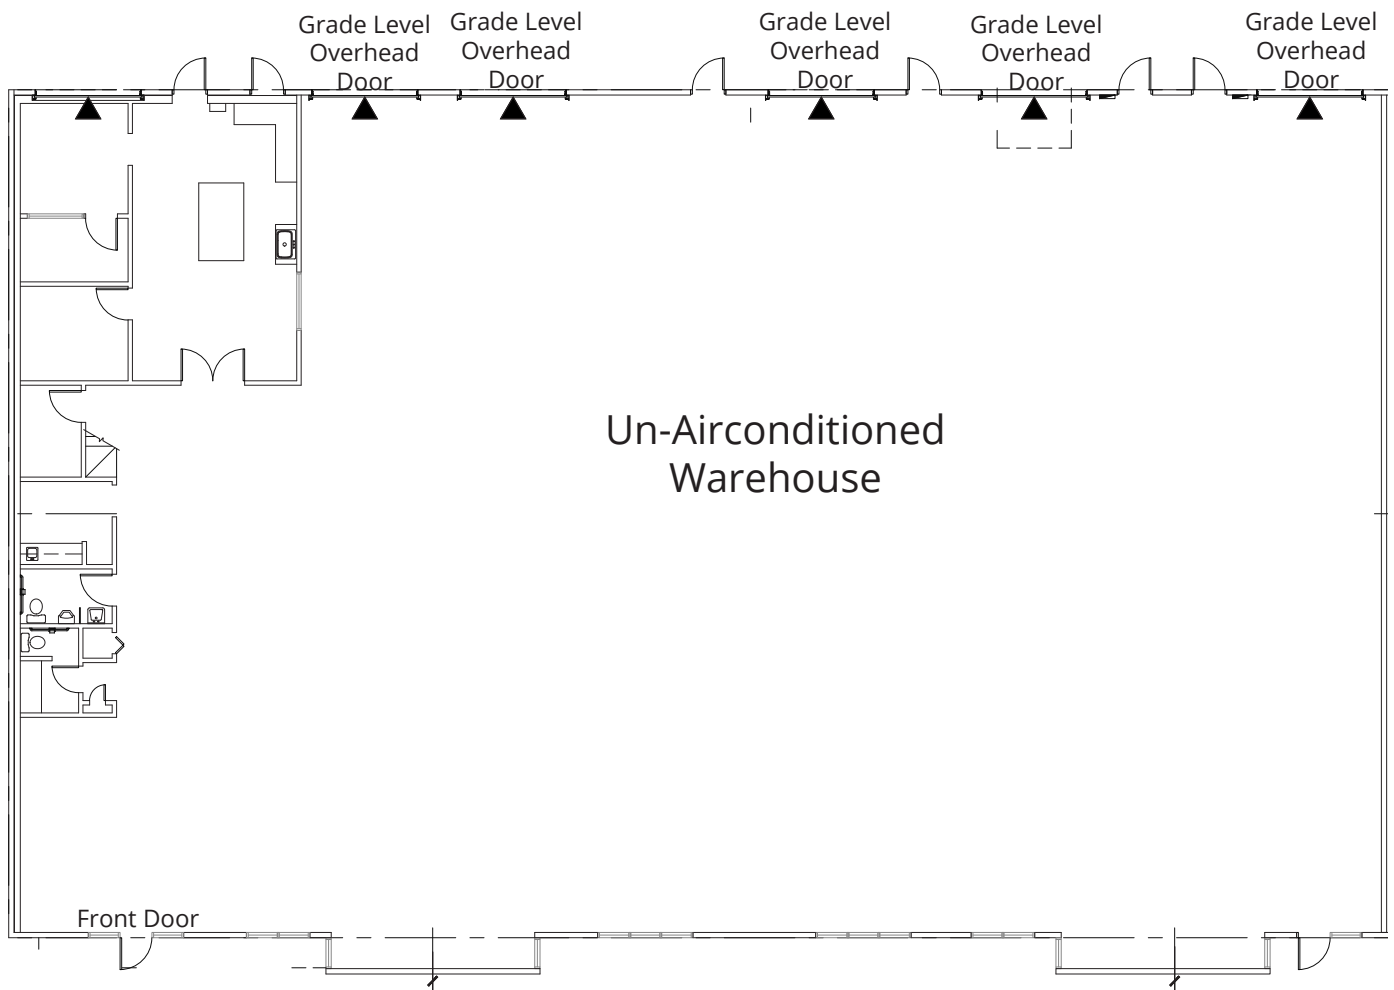 Grade Level
Overhead
Door
Grade Level
Overhead
Door
Grade Level
Overhead
Door
Grade Level
Overhead
Door
Grade Level
Overhead
Door
Un-Airconditioned
Warehouse
Front Door